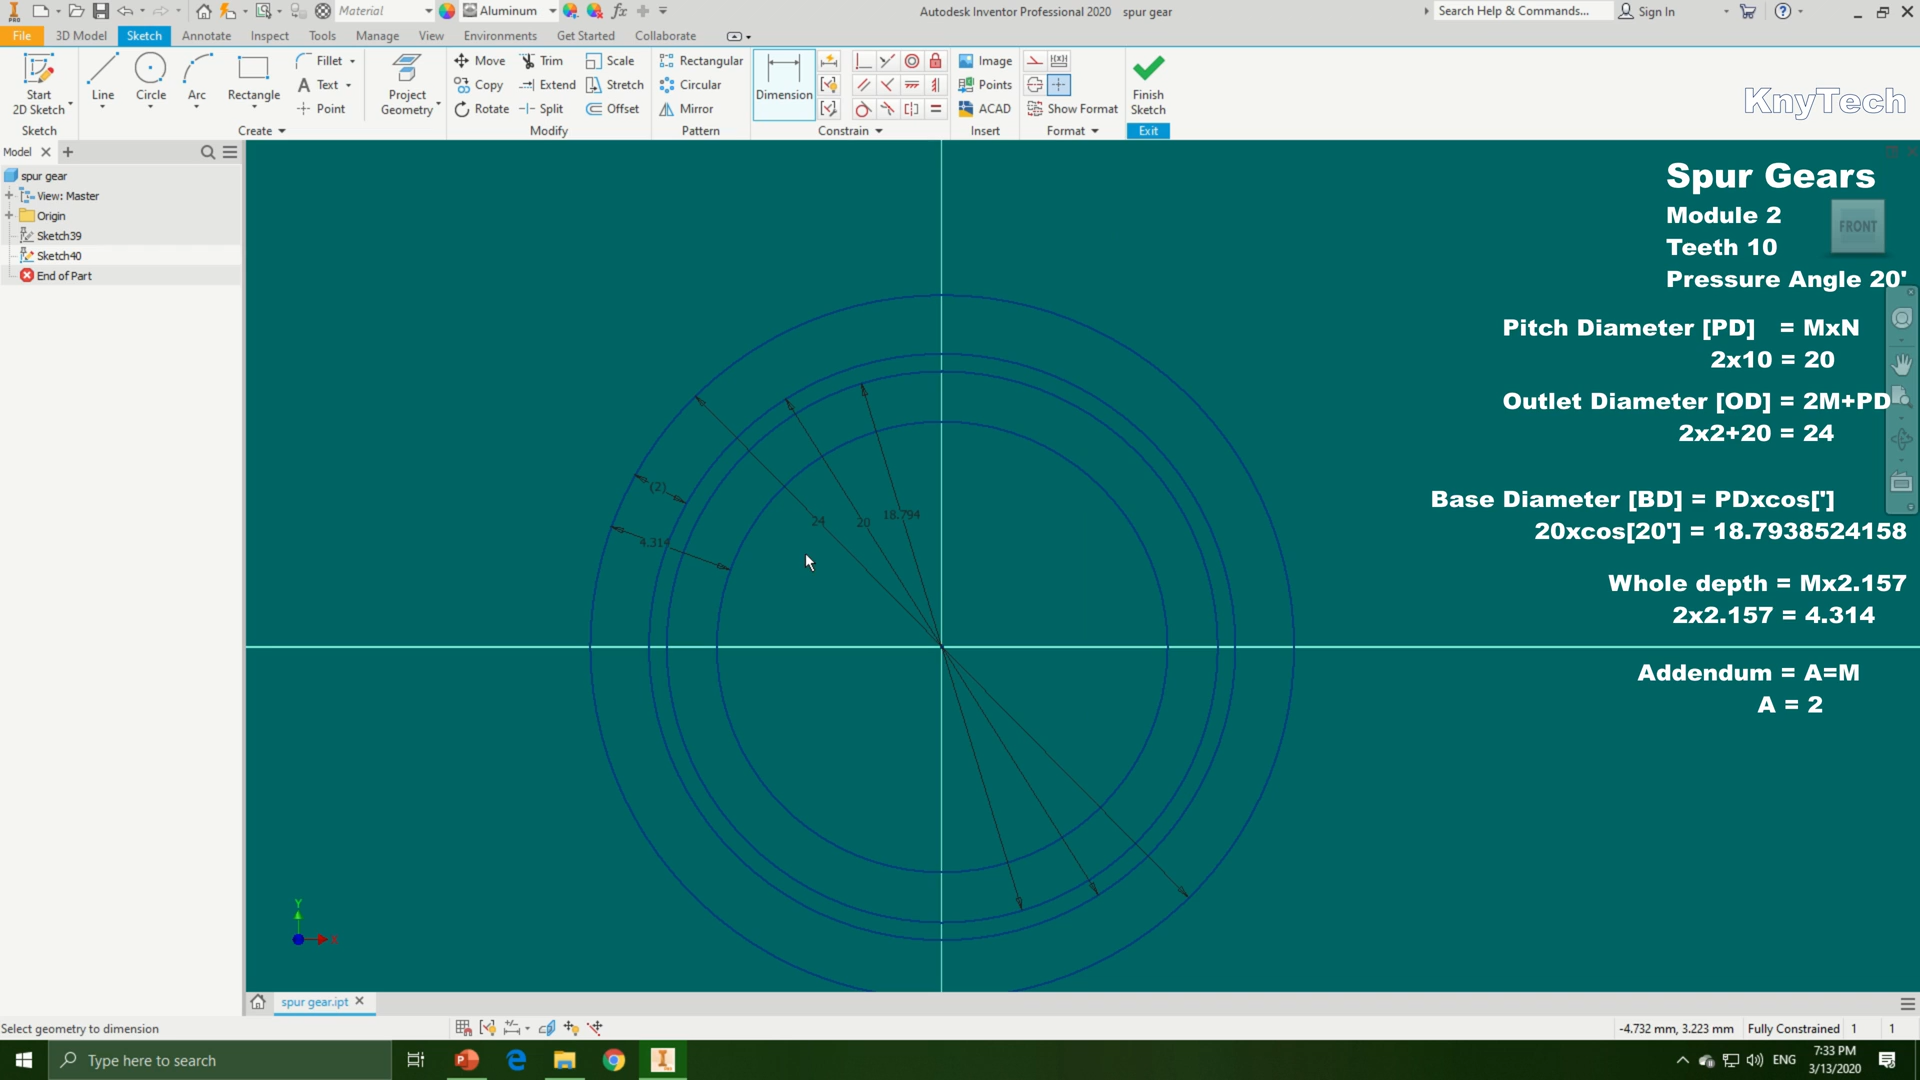 Material
Aluminum
Autodesk Inventor Professional 2020 spur gear
Search Help & Commands...
Sign In
File 3D Model Sketch Annotate Inspect Tools Manage View Environments Get Started Collaborate
Start
2D Sketch
Line
Circle
Arc
Rectangle
Fillet
Text
Point
Project
Geometry
Move
Copy
Rotate
Trim
Extend
Split
Scale
Stretch
Offset
Rectangular
Circular
Mirror
Dimension
Image
Points
ACAD
Show Format
Finish
Sketch
Sketch Create Modify Pattern Constrain Insert Format Exit
KnyTech
Model
spur gear
View: Master
Origin
Sketch39
Sketch40
End of Part
FRONT
Spur Gears
Module 2
Teeth 10
Pressure Angle 20'
Pitch Diameter [PD] = MxN
2x10 = 20
Outlet Diameter [OD] = 2M+PD
2x2+20 = 24
Base Diameter [BD] = PDxcos[']
20xcos[20'] = 18.7938524158
Whole depth = Mx2.157
2x2.157 = 4.314
Addendum = A=M
A = 2
(2)
4.314
24
20
18.794
Y
X
spur gear.ipt
Select geometry to dimension
-4.732 mm, 3.223 mm Fully Constrained 1 1
Type here to search
ENG
7:33 PM
3/13/2020